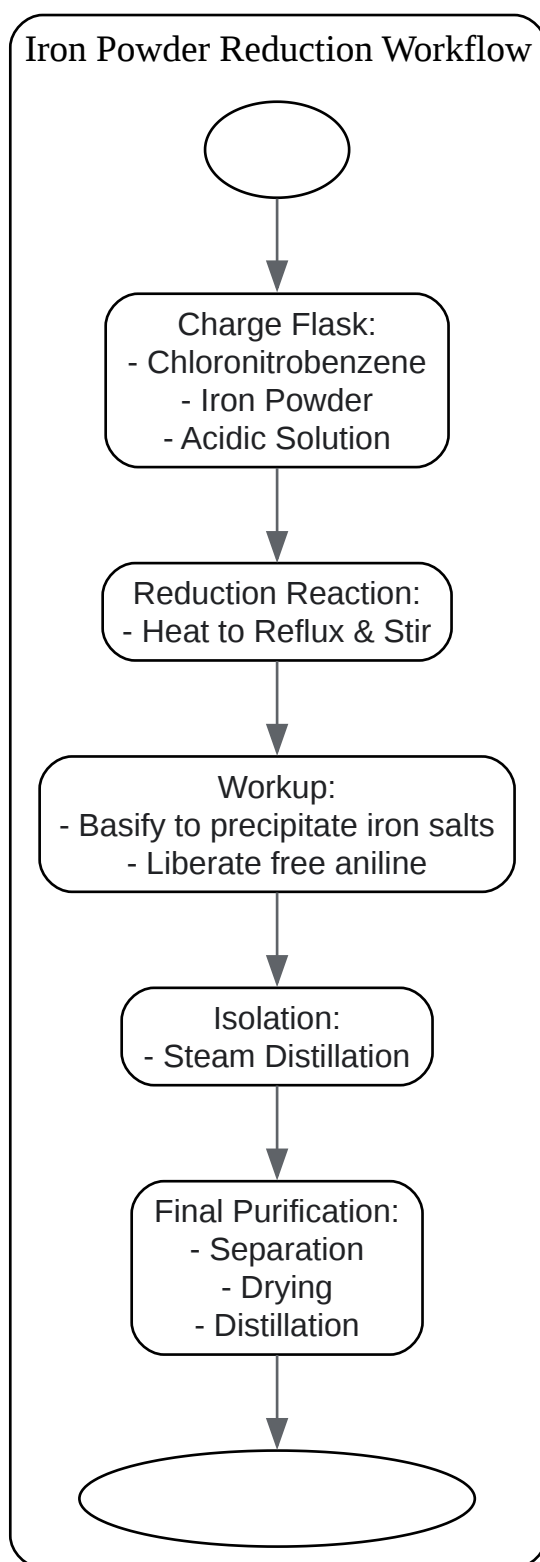 Iron Powder Reduction Workflow
Charge Flask:
- Chloronitrobenzene
- Iron Powder
- Acidic Solution
Reduction Reaction:
- Heat to Reflux & Stir
Workup:
- Basify to precipitate iron salts
- Liberate free aniline
Isolation:
- Steam Distillation
Final Purification:
- Separation
- Drying
- Distillation